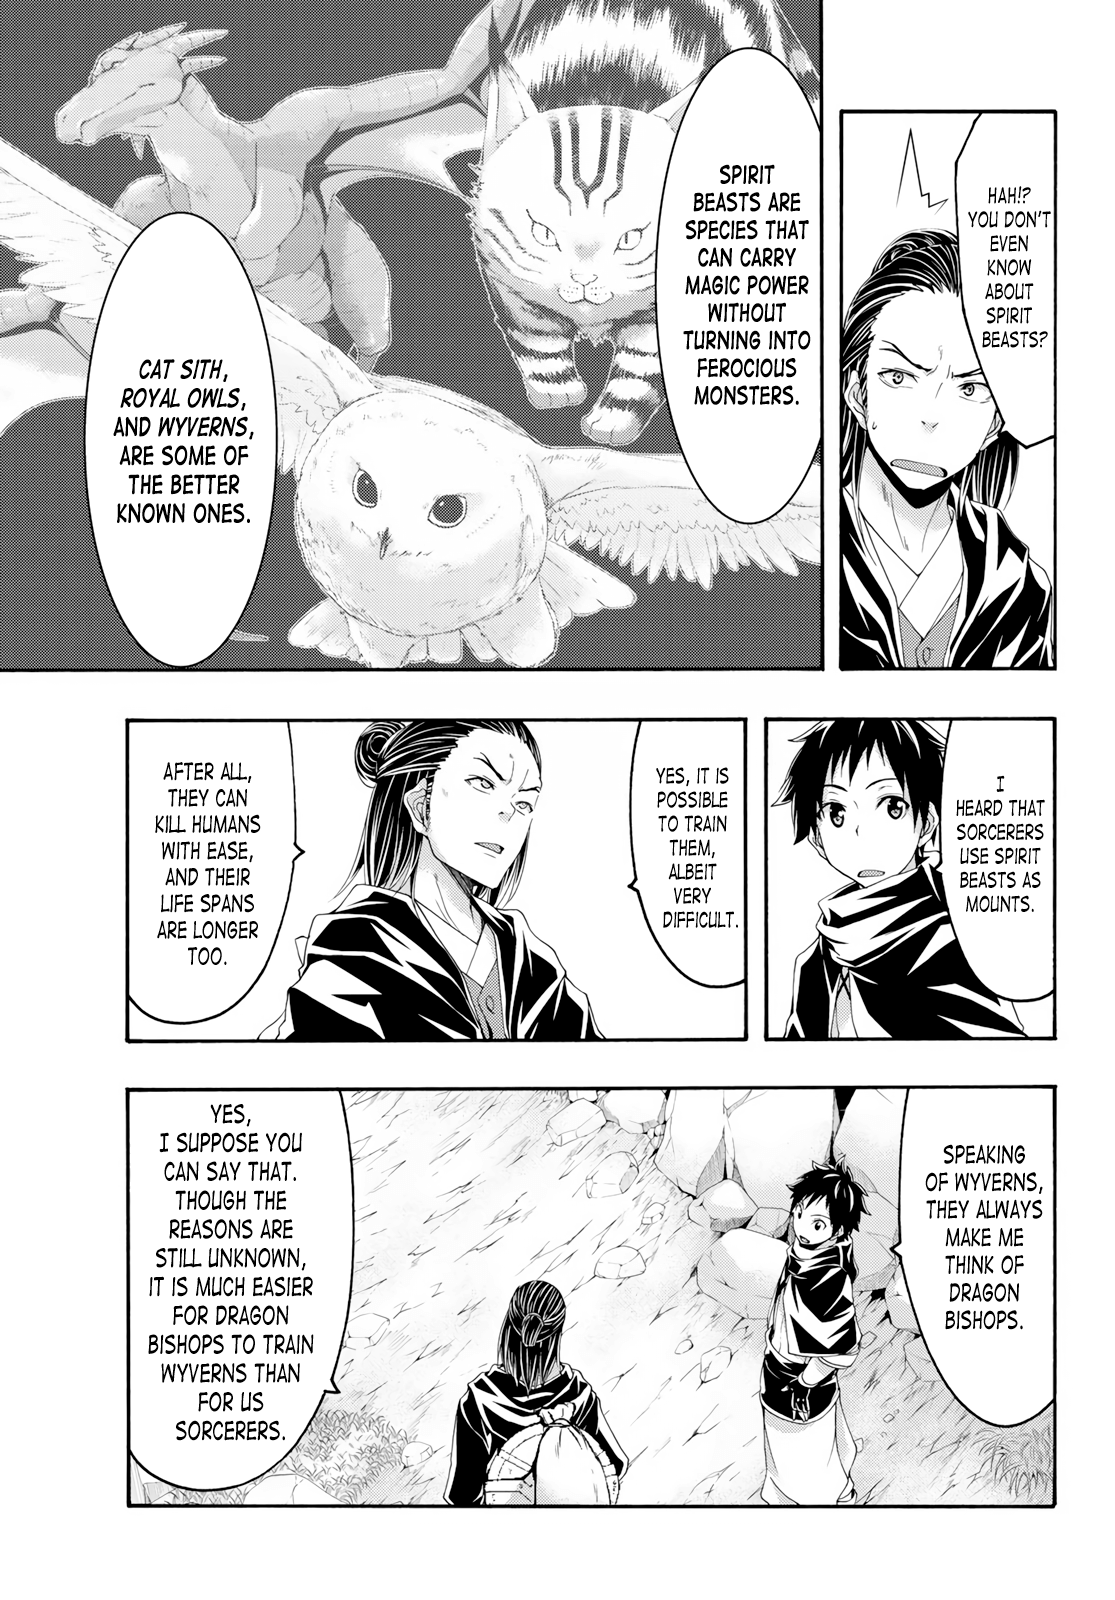 HAH!?
YOU DON'T
EVEN
KNOW
ABOUT
SPIRIT
BEASTS?
SPIRIT
BEASTS ARE
SPECIES THAT
CAN CARRY
MAGIC POWER
WITHOUT
TURNING INTO
FEROCIOUS
MONSTERS.
CAT SITH,
ROYAL OWLS,
AND WYVERNS,
ARE SOME OF
THE BETTER
KNOWN ONES.
I
HEARD THAT
SORCERERS
USE SPIRIT
BEASTS AS
MOUNTS.
YES, IT IS
POSSIBLE
TO TRAIN
THEM,
ALBEIT
VERY
DIFFICULT.
AFTER ALL,
THEY CAN
KILL HUMANS
WITH EASE,
AND THEIR
LIFE SPANS
ARE LONGER
TOO.
SPEAKING
OF WYVERNS,
THEY ALWAYS
MAKE ME
THINK OF
DRAGON
BISHOPS.
YES,
I SUPPOSE YOU
CAN SAY THAT.
THOUGH THE
REASONS ARE
STILL UNKNOWN,
IT IS MUCH EASIER
FOR DRAGON
BISHOPS TO TRAIN
WYVERNS THAN
FOR US
SORCERERS.